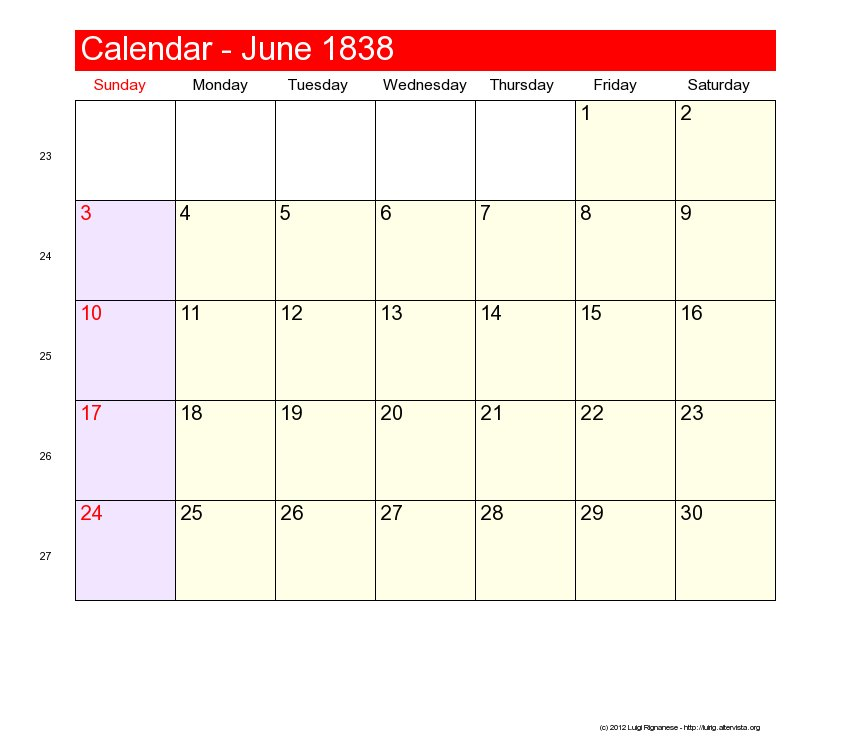 Calendar - June 1838
Sunday Monday Tuesday Wednesday Thursday Friday Saturday
1 2
23
3 4 5 6 7 8 9
24
10 11 12 13 14 15 16
25
17 18 19 20 21 22 23
26
24 25 26 27 28 29 30
27
(c) 2012 Luigi Rignanese - http://luirig.altervista.org